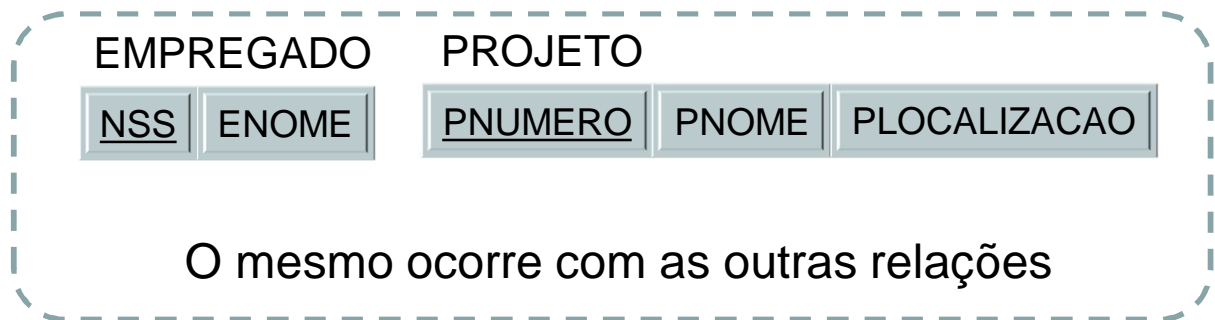 EMPREGADO PROJETO
NSS ENOME PNUMERO PNOME PLOCALIZACAO
O mesmo ocorre com as outras relações